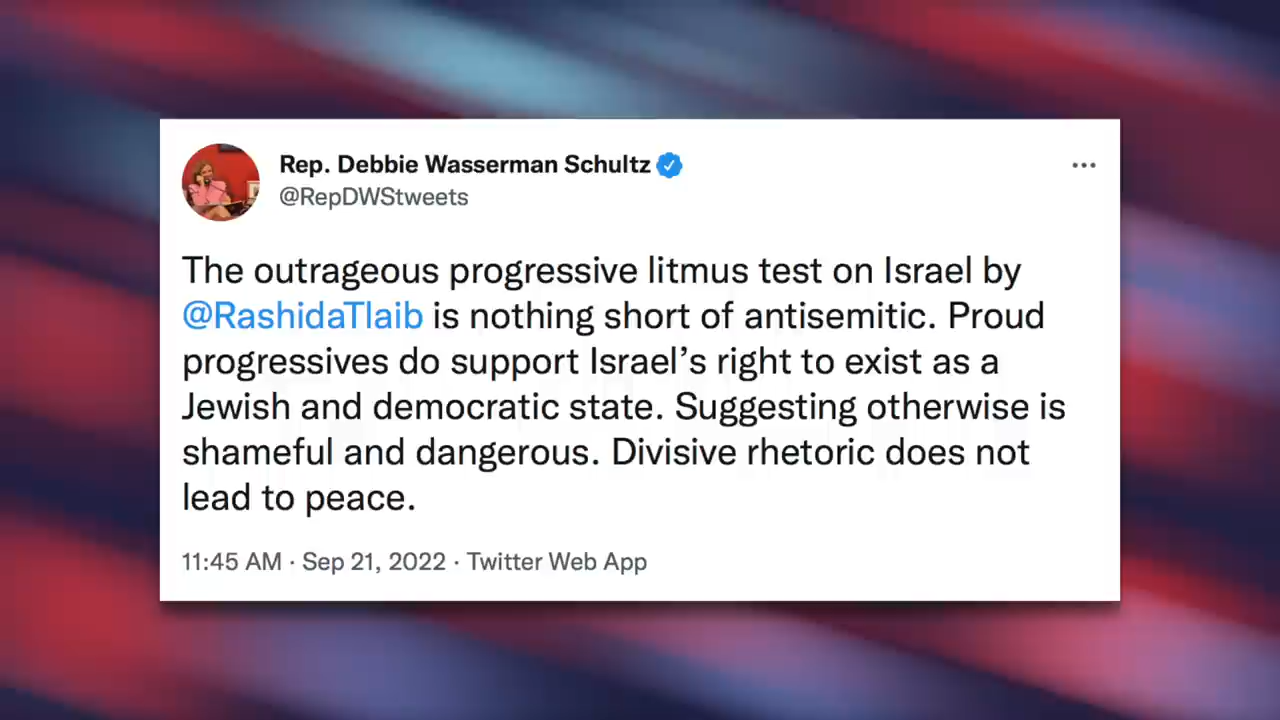 Rep. Debbie Wasserman Schultz
@RepDWStweets
The outrageous progressive litmus test on Israel by
@RashidaTlaib is nothing short of antisemitic. Proud
progressives do support Israel’s right to exist as a
Jewish and democratic state. Suggesting otherwise is
shameful and dangerous. Divisive rhetoric does not
lead to peace.
11:45 AM · Sep 21, 2022 · Twitter Web App